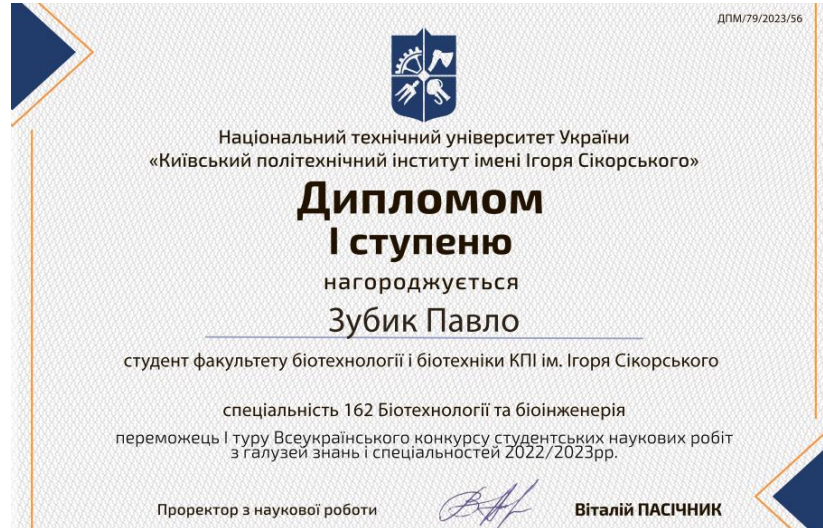 ДПМ/79/2023/56
Національний технічний університет України
«Київський політехнічний інститут імені Ігоря Сікорського»
Дипломом
І ступеню
нагороджується
Зубик Павло
студент факультету біотехнології і біотехніки КПІ ім. Ігоря Сікорського
спеціальність 162 Біотехнології та біоінженерія
переможець І туру Всеукраїнського конкурсу студентських наукових робіт
з галузей знань і спеціальностей 2022/2023рр.
Проректор з наукової роботи Віталій ПАСІЧНИК